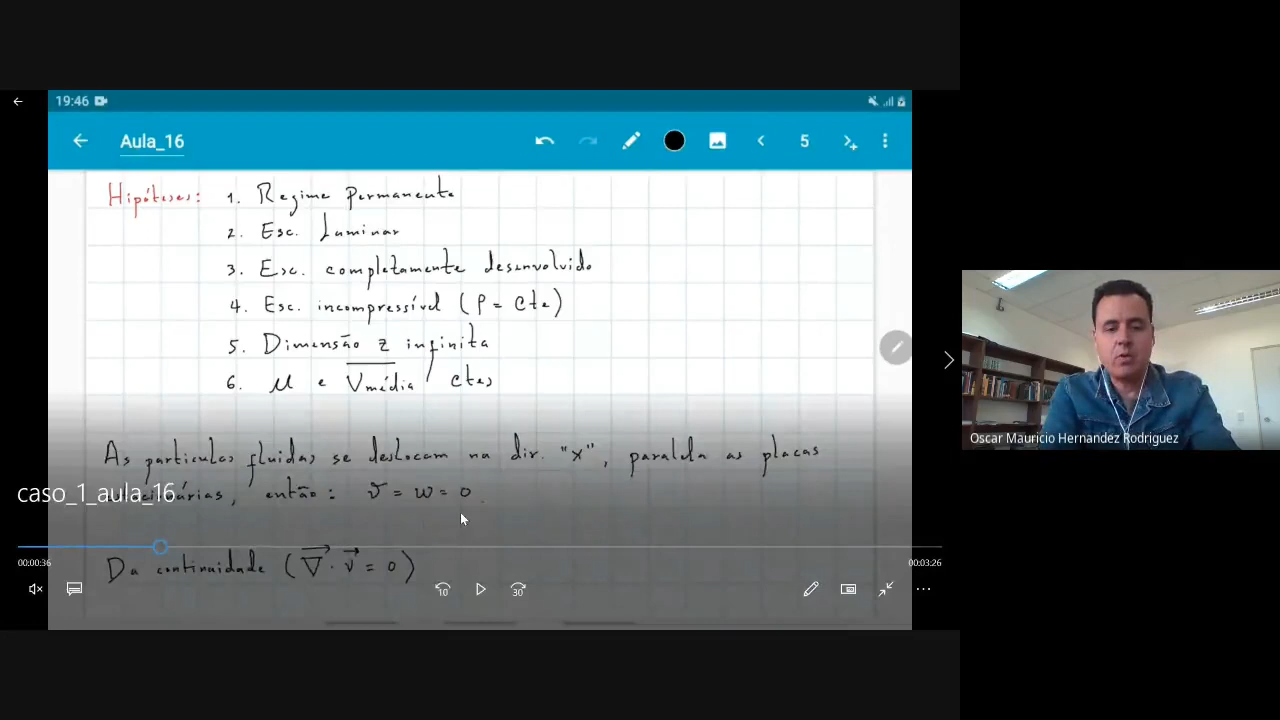 19:46
Aula_16
5
Hipóteses: 1. Regime Permanente
2. Esc. Laminar
3. Esc. completamente desenvolvido
4. Esc. incompressível (ρ = cte)
5. Dimensão z infinita
6. μ e Vmédia ctes
As partículas fluidas se deslocam na dir. "x", paralela as placas
então: v = w = 0.
caso_1_aula_16
00:00:36
00:03:26
Da continuidade (∇⃗ · v⃗ = 0)
10
30
Oscar Mauricio Hernandez Rodriguez